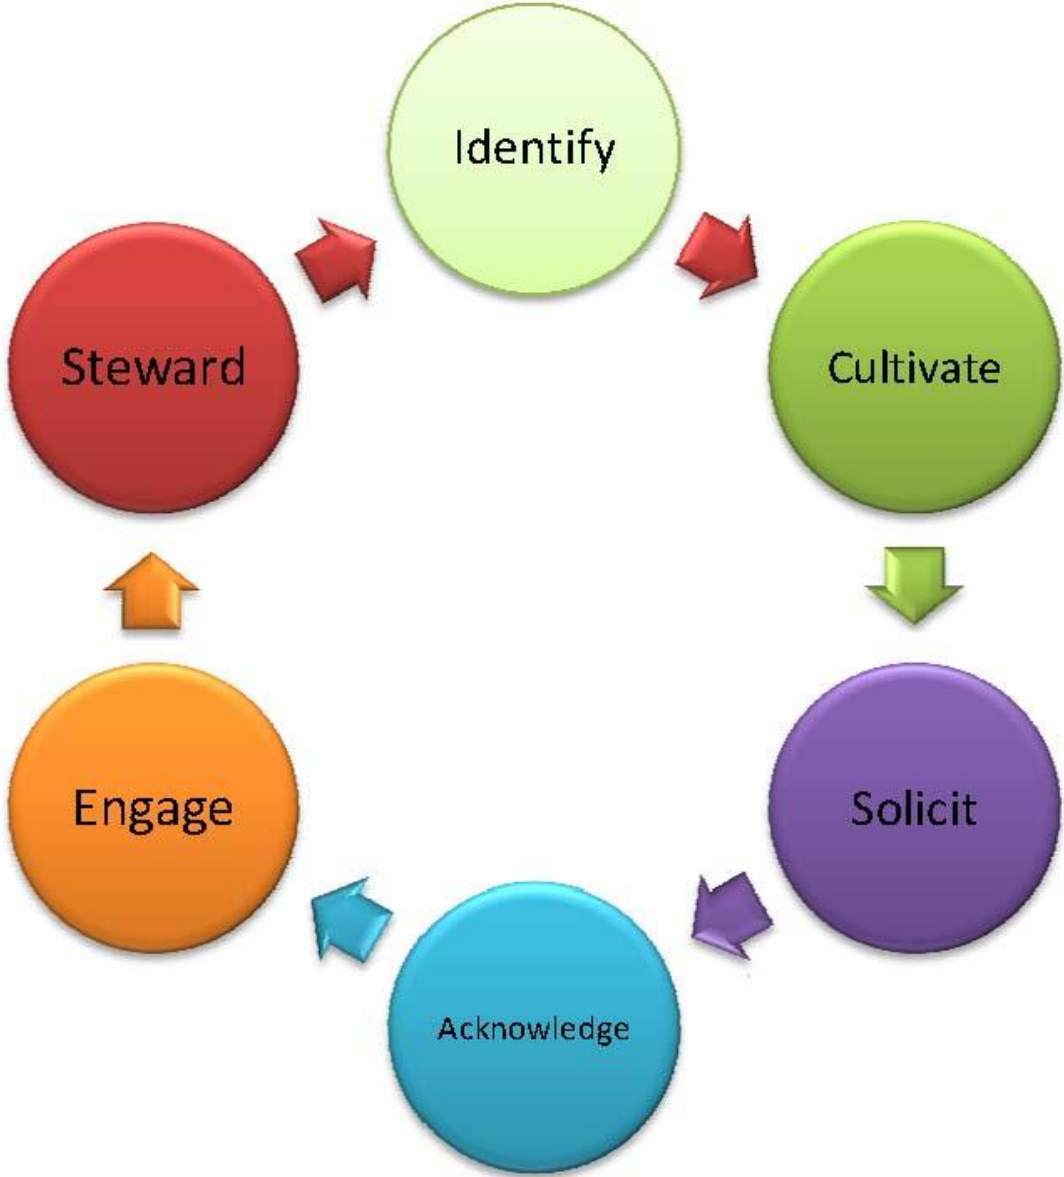 Identify
Cultivate
Solicit
Acknowledge
Engage
Steward